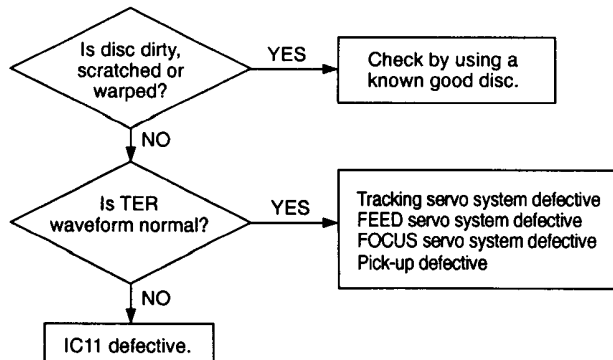 Is disc dirty,
scratched or
warped?
YES
Check by using a
known good disc.
NO
Is TER
waveform normal?
YES
Tracking servo system defective
FEED servo system defective
FOCUS servo system defective
Pick-up defective
NO
IC11 defective.